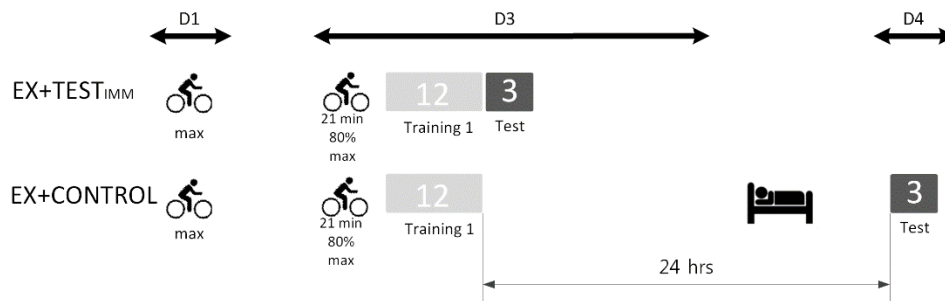 D1
D3
D4
EX+TESTIMM
max
21 min
80%
max
12
Training 1
3
Test
EX+CONTROL
max
21 min
80%
max
12
Training 1
3
Test
24 hrs